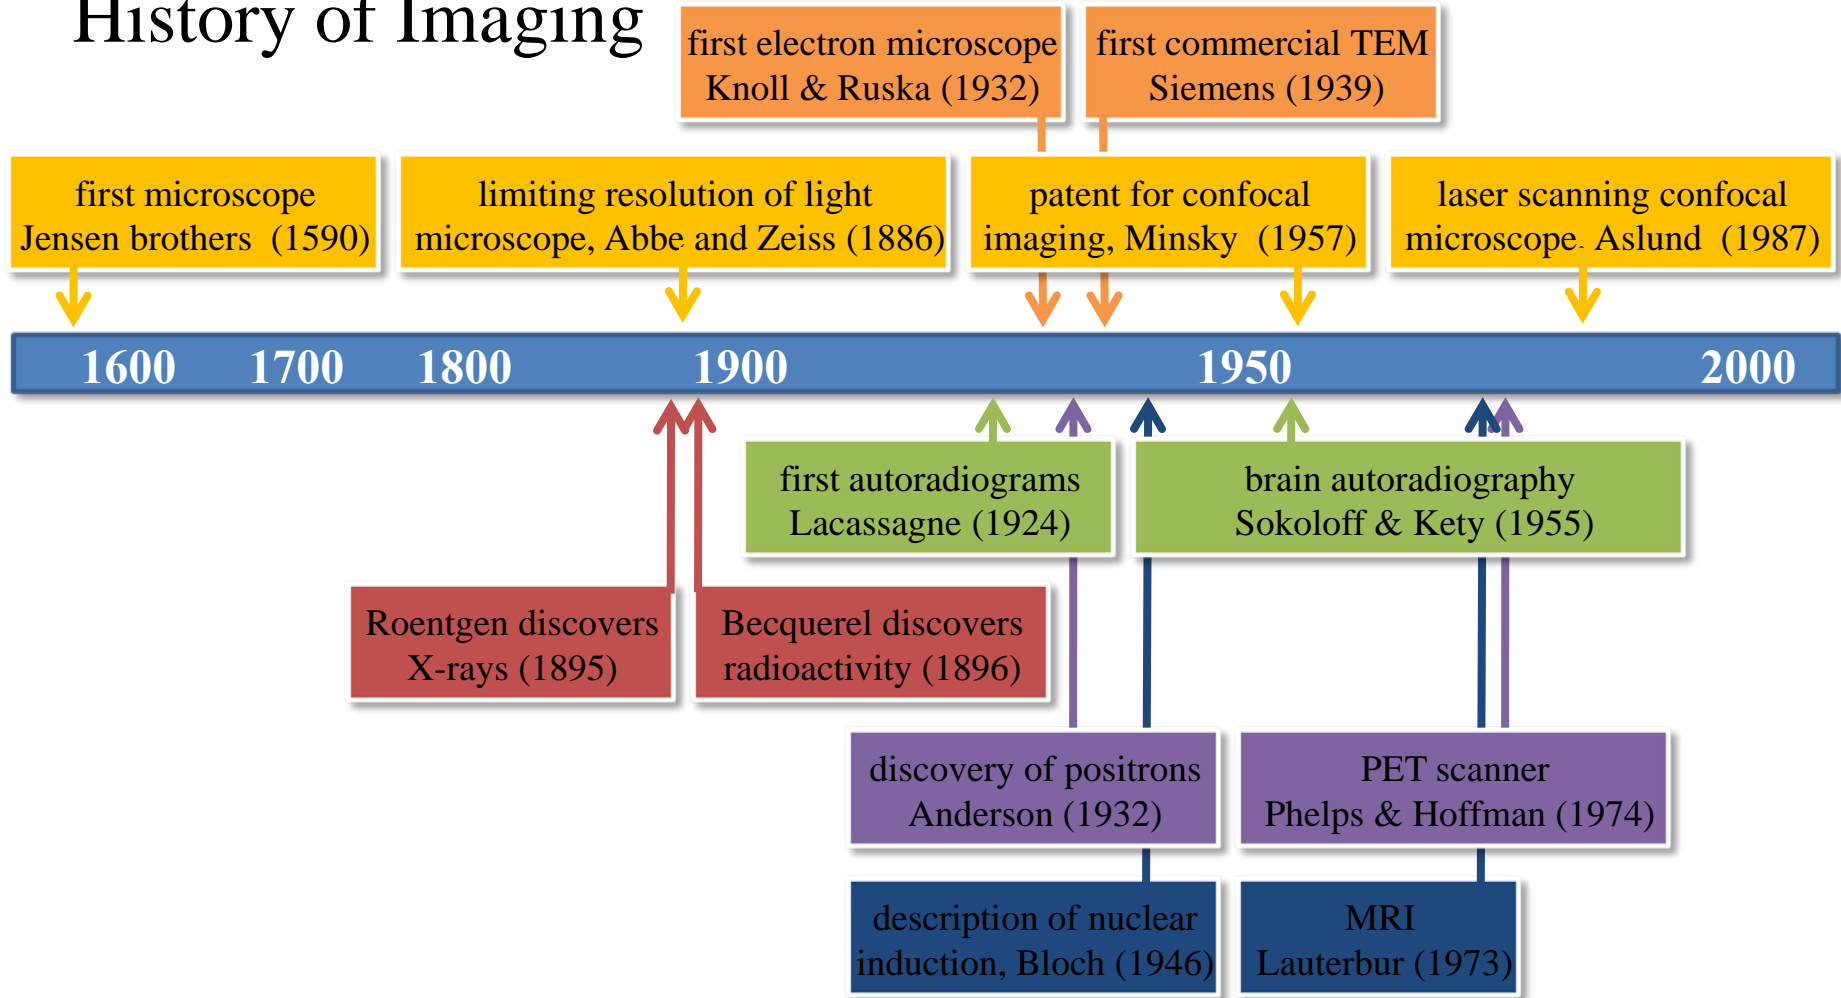 History of Imaging
first electron microscope
Knoll & Ruska (1932)
first commercial TEM
Siemens (1939)
first microscope
Jensen brothers (1590)
limiting resolution of light
microscope, Abbe and Zeiss (1886)
patent for confocal
imaging, Minsky (1957)
laser scanning confocal
microscope. Aslund (1987)
1600 1700 1800 1900 1950 2000
first autoradiograms
Lacassagne (1924)
brain autoradiography
Sokoloff & Kety (1955)
Roentgen discovers
X-rays (1895)
Becquerel discovers
radioactivity (1896)
discovery of positrons
Anderson (1932)
PET scanner
Phelps & Hoffman (1974)
description of nuclear
induction, Bloch (1946)
MRI
Lauterbur (1973)